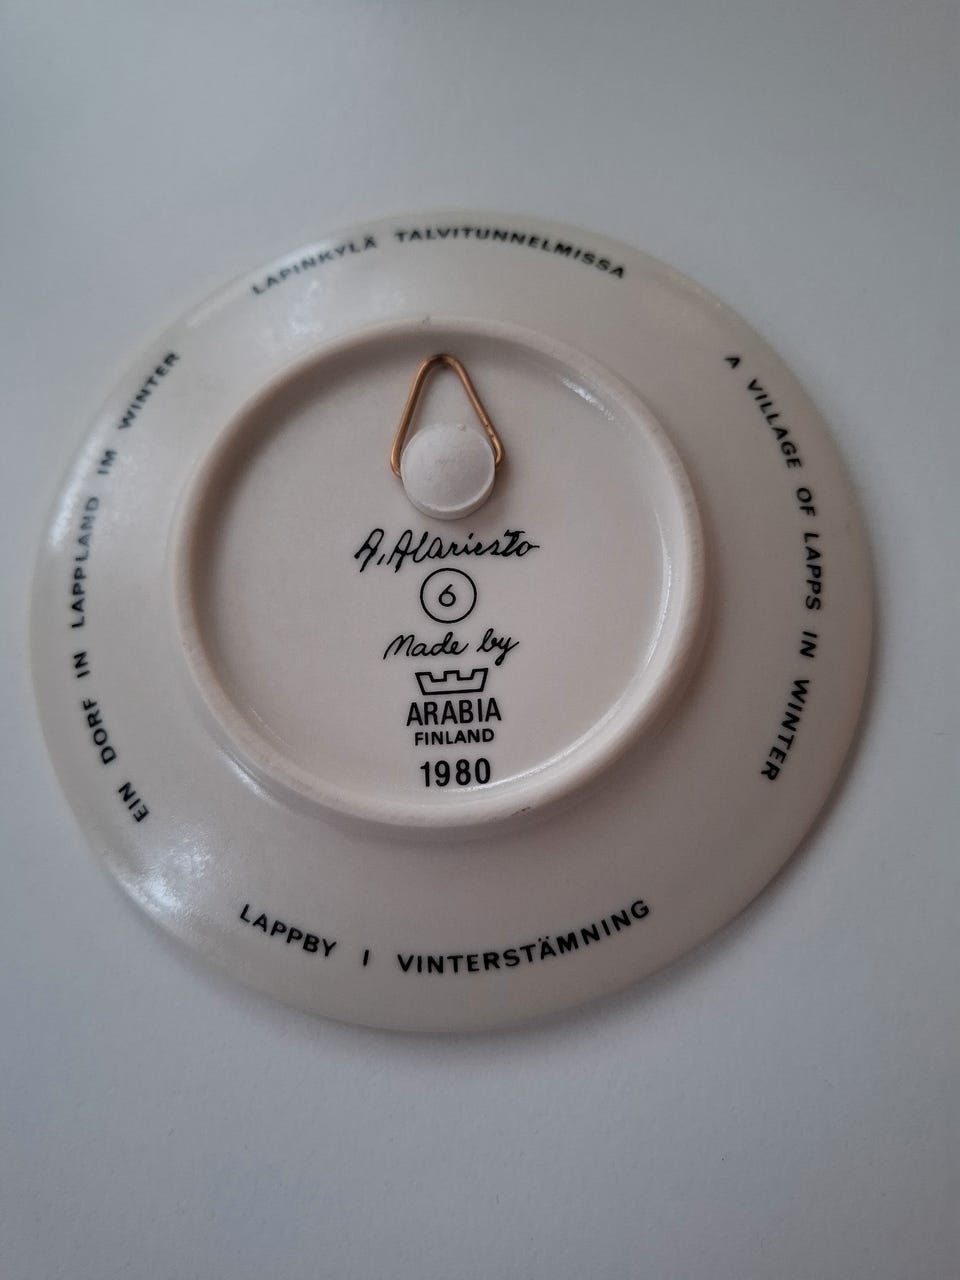 LAPINKYLÄ TALVITUNNELMISSA
A VILLAGE OF LAPPS IN WINTER
LAPPBY I VINTERSTÄMNING
EIN DORF IN LAPPLAND IM WINTER
A. Alariesto
6
Made by
ARABIA
FINLAND
1980